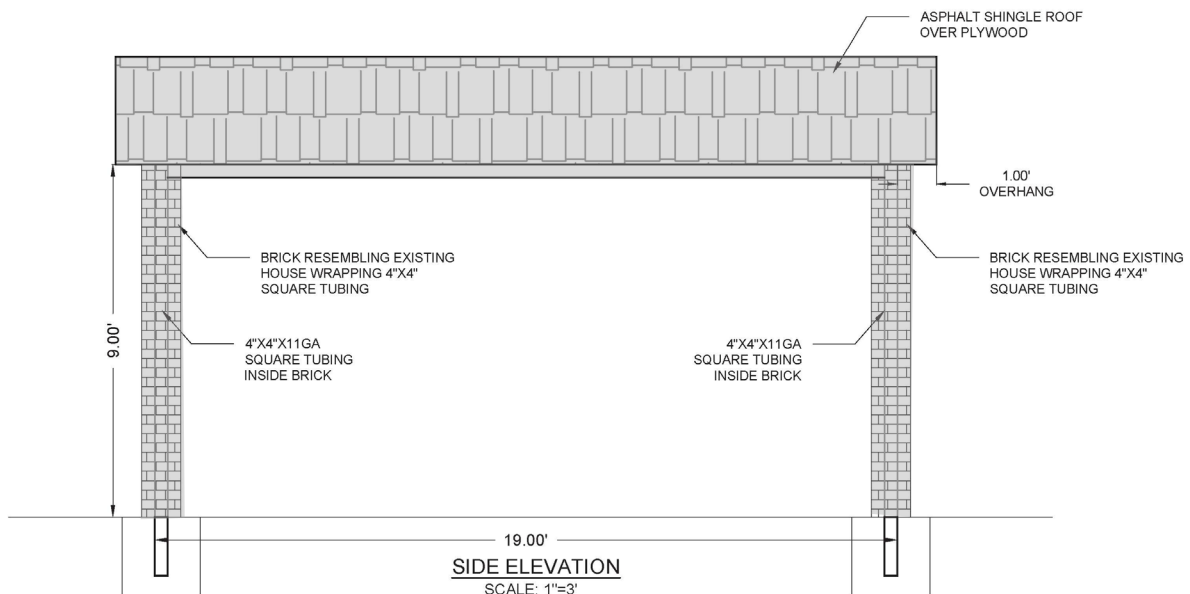 ASPHALT SHINGLE ROOF
OVER PLYWOOD
1.00'
OVERHANG
BRICK RESEMBLING EXISTING
HOUSE WRAPPING 4"X4"
SQUARE TUBING
BRICK RESEMBLING EXISTING
HOUSE WRAPPING 4"X4"
SQUARE TUBING
9.00'
4"X4"X11GA
SQUARE TUBING
INSIDE BRICK
4"X4"X11GA
SQUARE TUBING
INSIDE BRICK
19.00'
SIDE ELEVATION
SCALE: 1"=3'